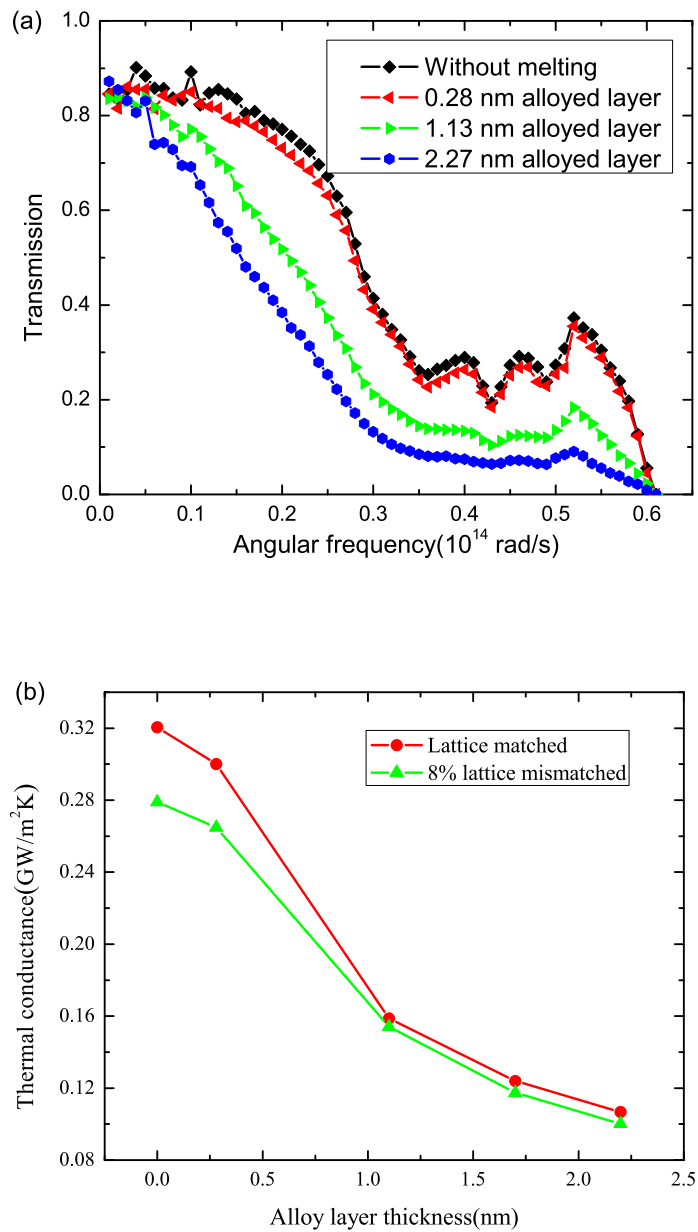 (a)
1.0
0.8
0.6
0.4
0.2
0.0
Transmission
Without melting
0.28 nm alloyed layer
1.13 nm alloyed layer
2.27 nm alloyed layer
0.0 0.1 0.2 0.3 0.4 0.5 0.6
Angular frequency(10^14 rad/s)
(b)
0.32
0.28
0.24
0.20
0.16
0.12
0.08
Thermal conductance(GW/m²K)
Lattice matched
8% lattice mismatched
0.0 0.5 1.0 1.5 2.0 2.5
Alloy layer thickness(nm)